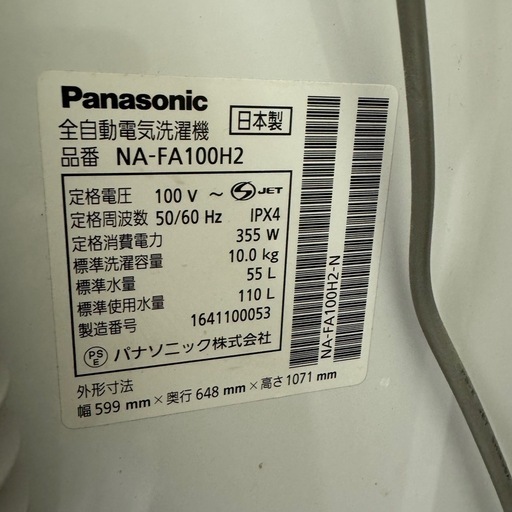 Panasonic
全自動電気洗濯機 日本製
品番 NA-FA100H2
定格電圧 100 V ~ S JET
定格周波数 50/60 Hz IPX4
定格消費電力 355 W
標準洗濯容量 10.0 kg
標準水量 55 L
標準使用水量 110 L
製造番号 1641100053
PSE パナソニック株式会社
外形寸法
幅 599 mm × 奥行 648 mm × 高さ 1071 mm
NA-FA100H2-N